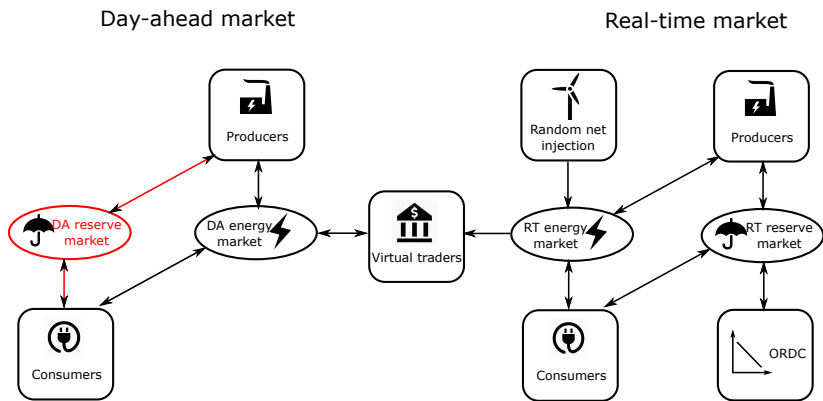 Day-ahead market
Real-time market
Producers
Random net
injection
Producers
DA reserve
market
DA energy
market
$
Virtual traders
RT energy
market
RT reserve
market
Consumers
Consumers
ORDC